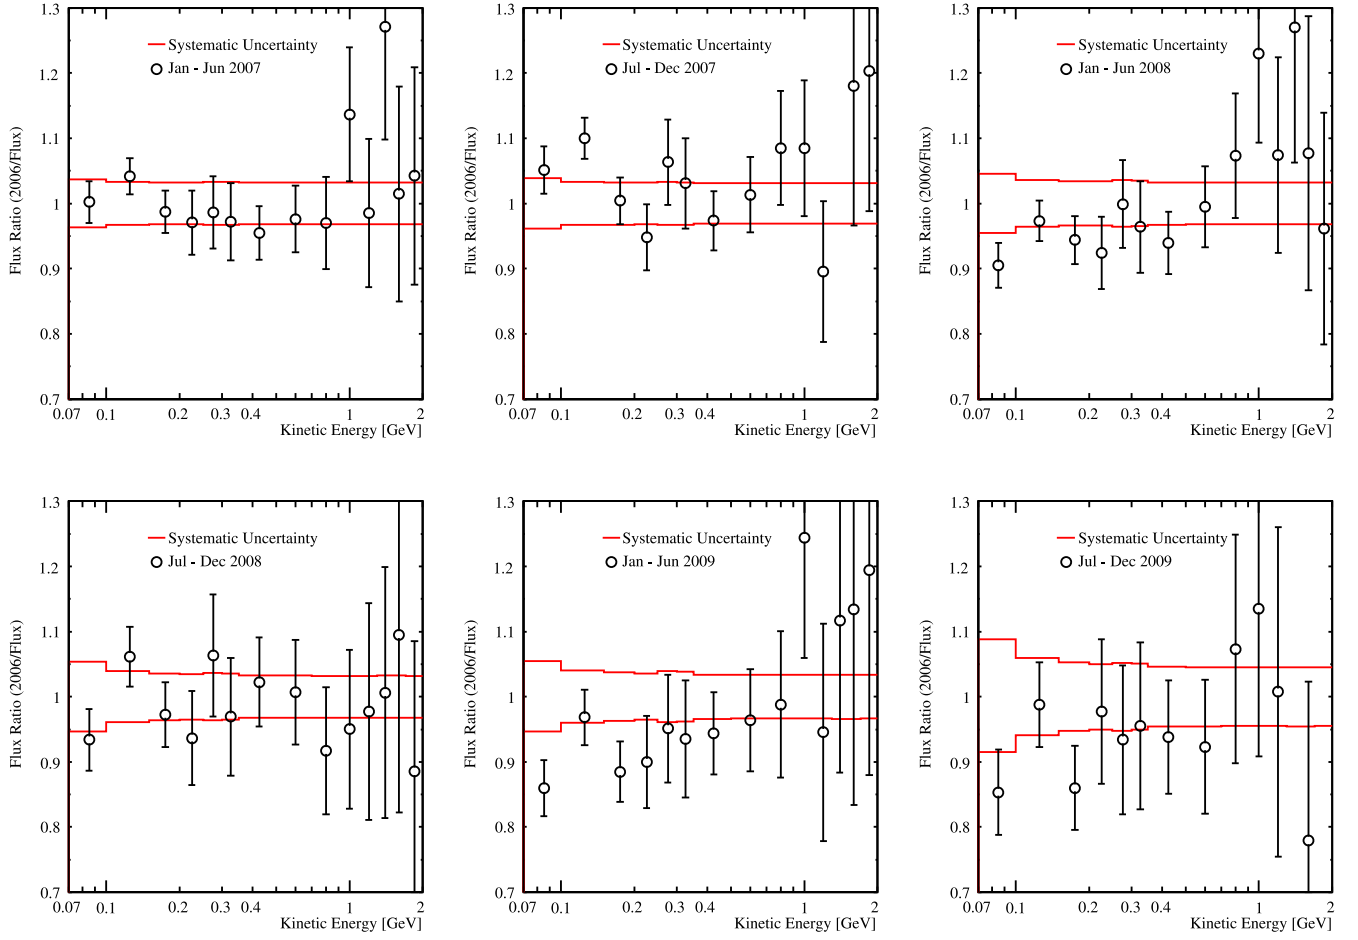 1.3
1.2
1.1
1
0.9
0.8
0.7
Flux Ratio (2006/Flux)
Systematic Uncertainty
Jan - Jun 2007
0.07 0.1 0.2 0.3 0.4 1 2
Kinetic Energy [GeV]
1.3
1.2
1.1
1
0.9
0.8
0.7
Flux Ratio (2006/Flux)
Systematic Uncertainty
Jul - Dec 2007
0.07 0.1 0.2 0.3 0.4 1 2
Kinetic Energy [GeV]
1.3
1.2
1.1
1
0.9
0.8
0.7
Flux Ratio (2006/Flux)
Systematic Uncertainty
Jan - Jun 2008
0.07 0.1 0.2 0.3 0.4 1 2
Kinetic Energy [GeV]
1.3
1.2
1.1
1
0.9
0.8
0.7
Flux Ratio (2006/Flux)
Systematic Uncertainty
Jul - Dec 2008
0.07 0.1 0.2 0.3 0.4 1 2
Kinetic Energy [GeV]
1.3
1.2
1.1
1
0.9
0.8
0.7
Flux Ratio (2006/Flux)
Systematic Uncertainty
Jan - Jun 2009
0.07 0.1 0.2 0.3 0.4 1 2
Kinetic Energy [GeV]
1.3
1.2
1.1
1
0.9
0.8
0.7
Flux Ratio (2006/Flux)
Systematic Uncertainty
Jul - Dec 2009
0.07 0.1 0.2 0.3 0.4 1 2
Kinetic Energy [GeV]